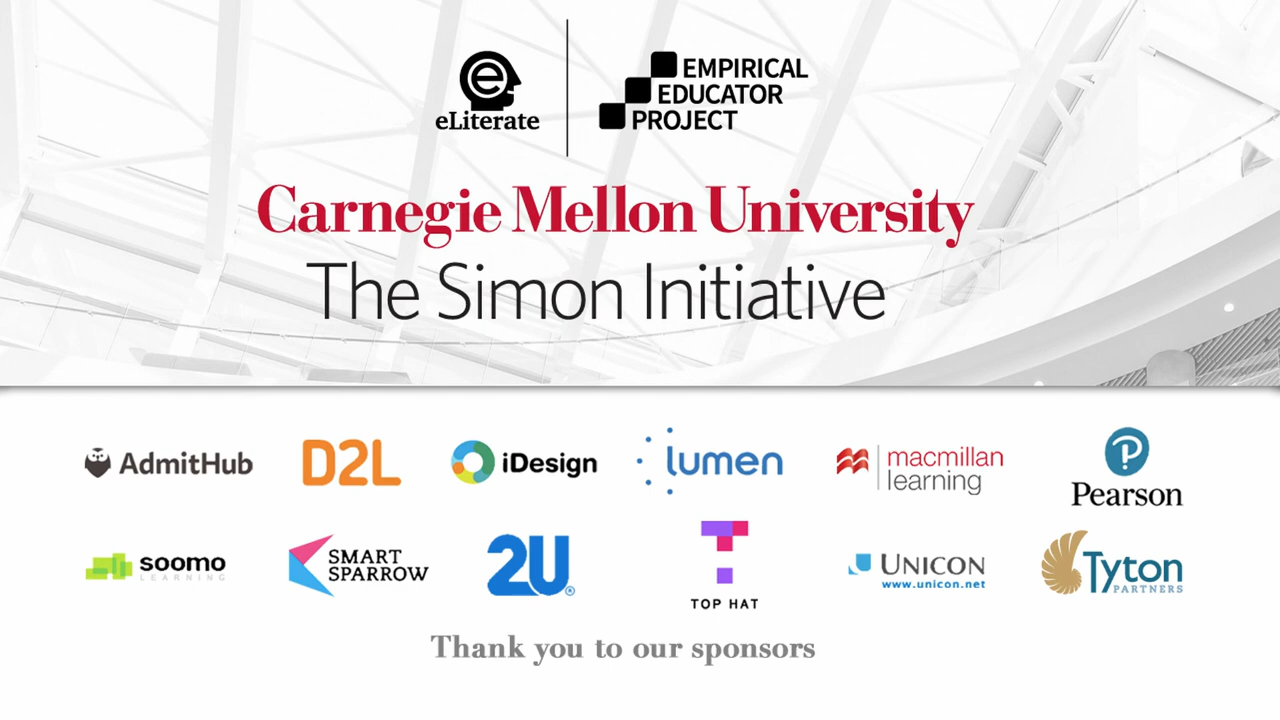 e
eLiterate
EMPIRICAL
EDUCATOR
PROJECT
Carnegie Mellon University
The Simon Initiative
AdmitHub
D2L
iDesign
lumen
macmillan
learning
P
Pearson
soomo
LEARNING
SMART
SPARROW
2U®
T
TOP HAT
UNICON
www.unicon.net
Tyton
PARTNERS
Thank you to our sponsors